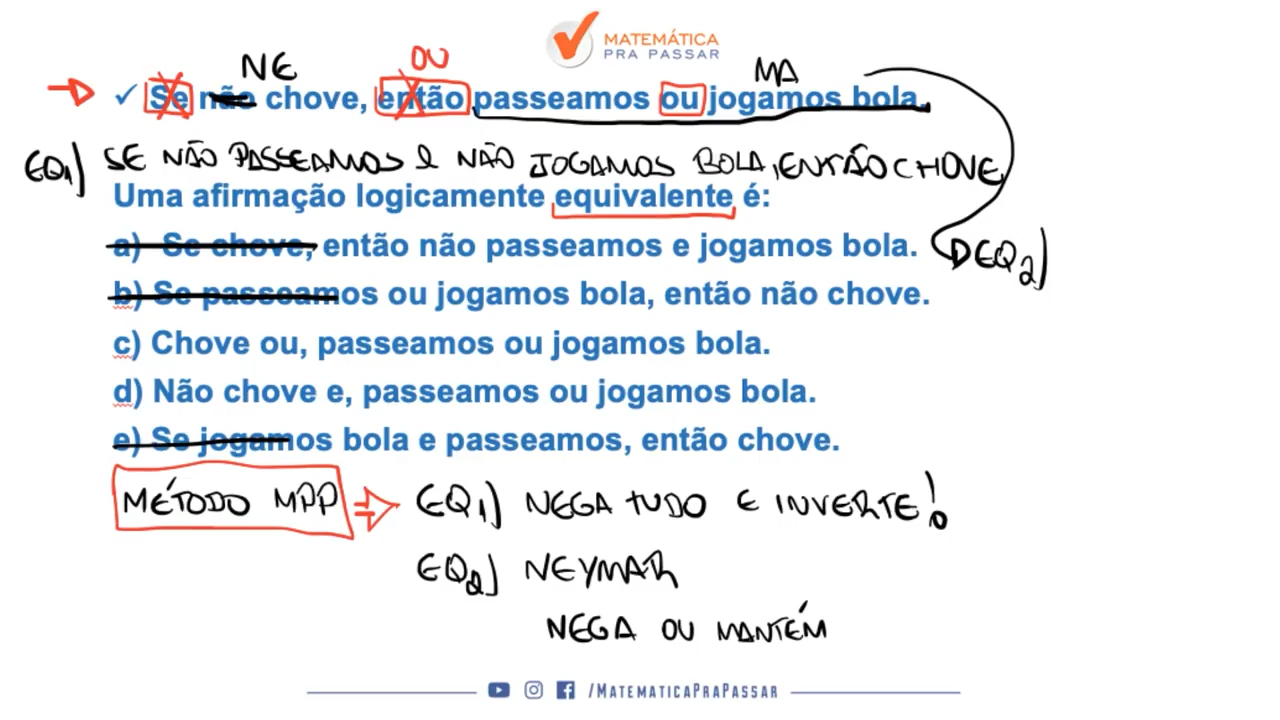 MATEMÁTICA
PRA PASSAR
NE OU MA
✓ Se não chove, então passeamos ou jogamos bola.
EQ1) SE NÃO PASSEAMOS E NÃO JOGAMOS BOLA, ENTÃO CHOVE
Uma afirmação logicamente equivalente é:
a) Se chove, então não passeamos e jogamos bola.
EQ2)
b) Se passeamos ou jogamos bola, então não chove.
c) Chove ou, passeamos ou jogamos bola.
d) Não chove e, passeamos ou jogamos bola.
e) Se jogamos bola e passeamos, então chove.
MÉTODO MPP ⇒ EQ1) NEGA TUDO E INVERTE!
EQ2) NEYMAR
NEGA OU MANTÉM
/MatematicaPraPassar